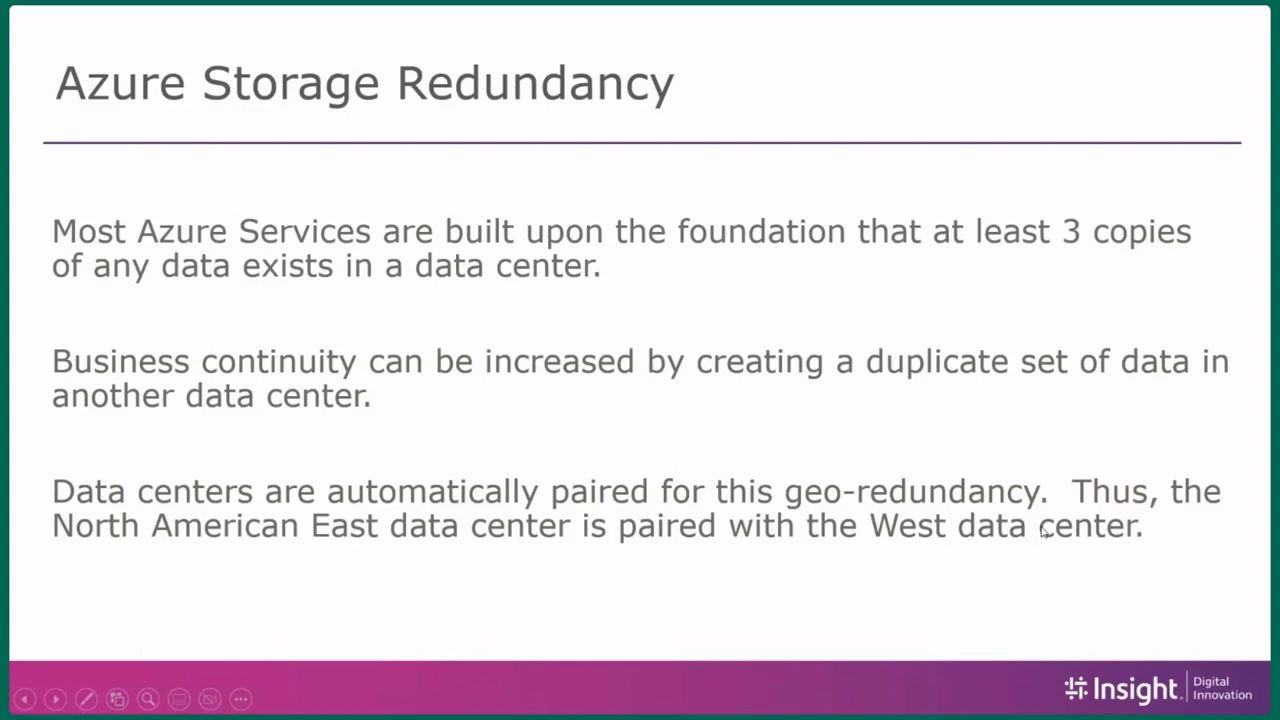 Azure Storage Redundancy
Most Azure Services are built upon the foundation that at least 3 copies
of any data exists in a data center.
Business continuity can be increased by creating a duplicate set of data in
another data center.
Data centers are automatically paired for this geo-redundancy.  Thus, the
North American East data center is paired with the West data center.
Insight.
Digital
Innovation